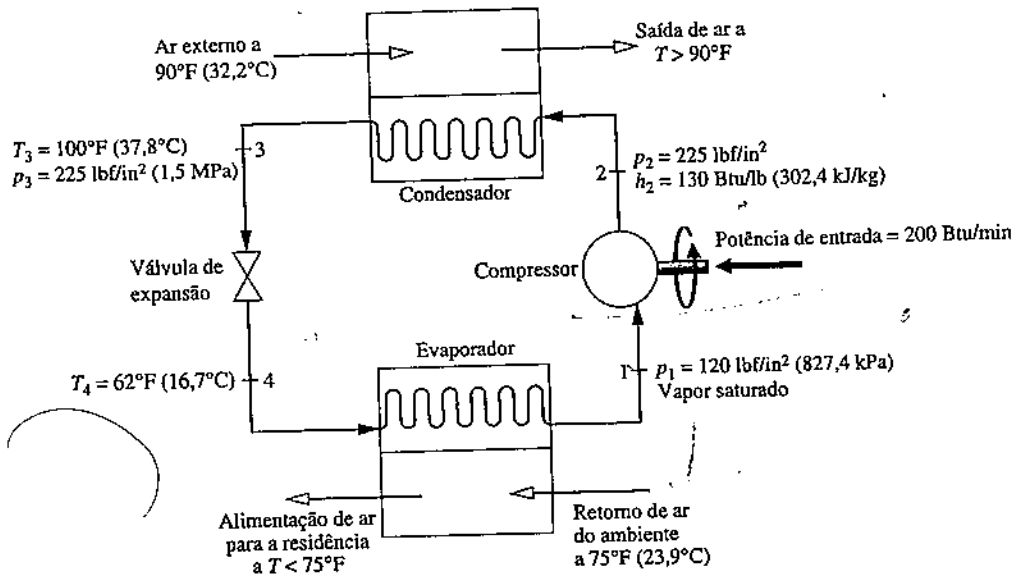 Ar externo a
90°F (32,2°C)
Saída de ar a
T > 90°F
T₃ = 100°F (37,8°C)
p₃ = 225 lbf/in² (1,5 MPa)
3
Condensador
2
p₂ = 225 lbf/in²
h₂ = 130 Btu/lb (302,4 kJ/kg)
Potência de entrada = 200 Btu/min
Compressor
Válvula de
expansão
Evaporador
T₄ = 62°F (16,7°C)
4
1
p₁ = 120 lbf/in² (827,4 kPa)
Vapor saturado
Alimentação de ar
para a residência
a T < 75°F
Retorno de ar
do ambiente
a 75°F (23,9°C)